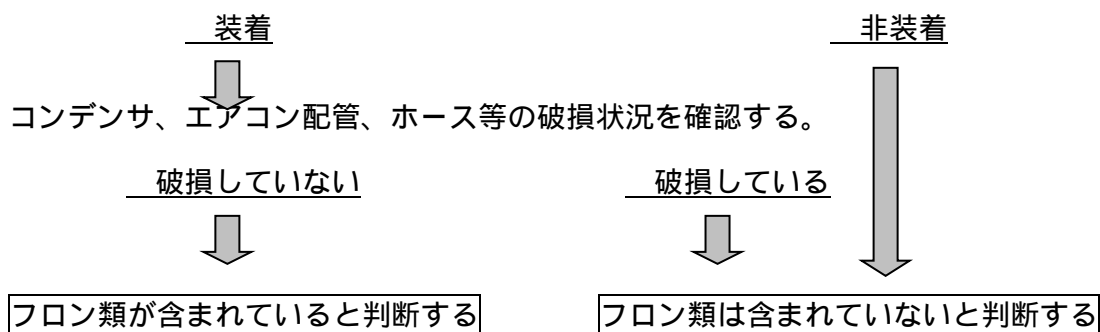 装着 非装着
コンデンサ、エアコン配管、ホース等の破損状況を確認する。
破損していない 破損している
フロン類が含まれていると判断する フロン類は含まれていないと判断する